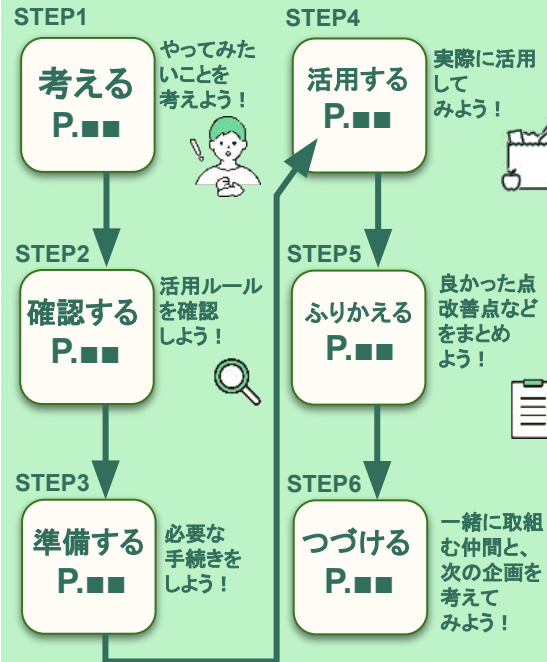 STEP1
考える
P.■■
やってみた
いことを
考えよう！
STEP2
確認する
P.■■
活用ルール
を確認
しよう！
STEP3
準備する
P.■■
必要な
手続きを
しよう！
STEP4
活用する
P.■■
実際に活用
して
みよう！
STEP5
ふりかえる
P.■■
良かった点
改善点など
をまとめ
よう！
STEP6
つづける
P.■■
一緒に取組
む仲間と、
次の企画を
考えて
みよう！